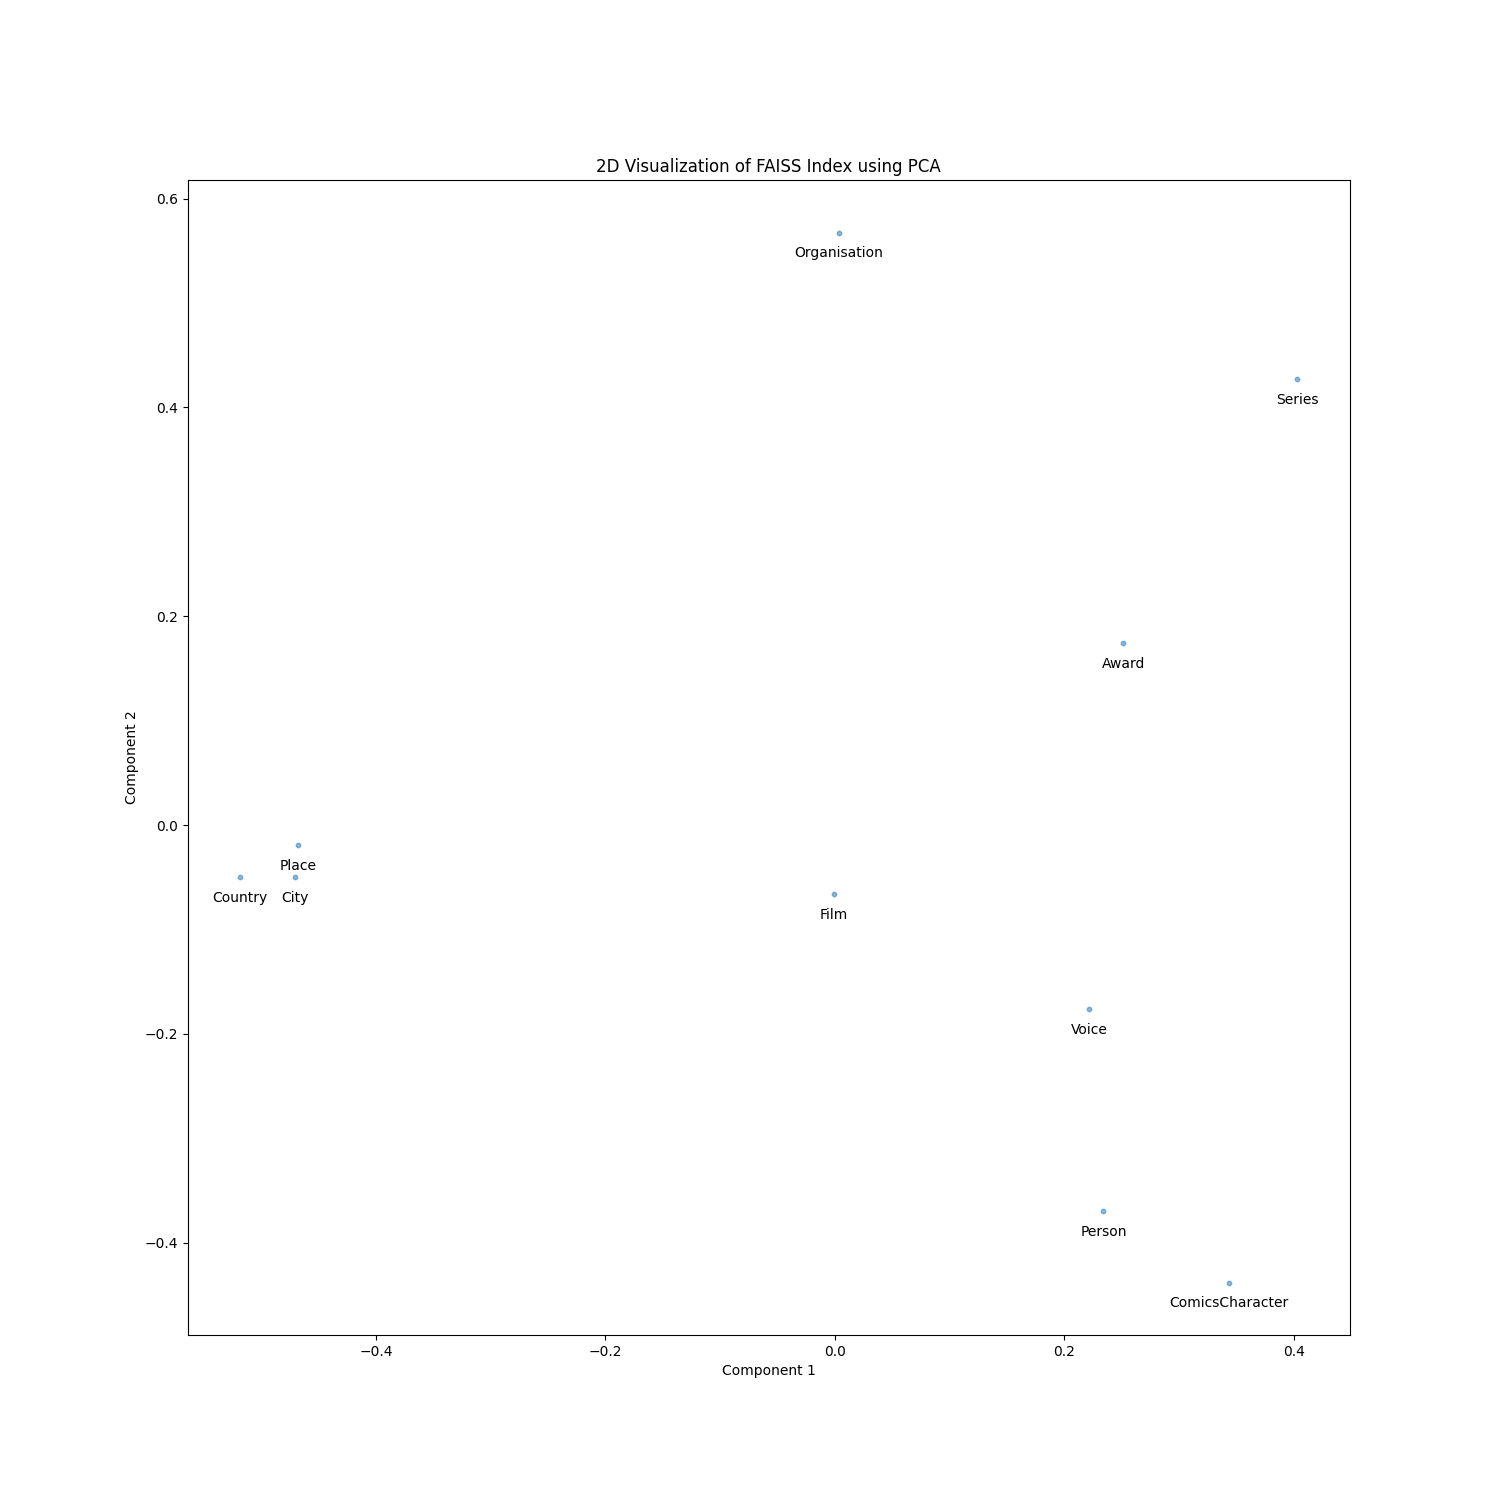 2D Visualization of FAISS Index using PCA
0.6
Organisation
Series
0.4
0.2
Award
Component 2
0.0
Place
Country
City
Film
Voice
−0.2
Person
−0.4
ComicsCharacter
−0.4
−0.2
0.0
0.2
0.4
Component 1